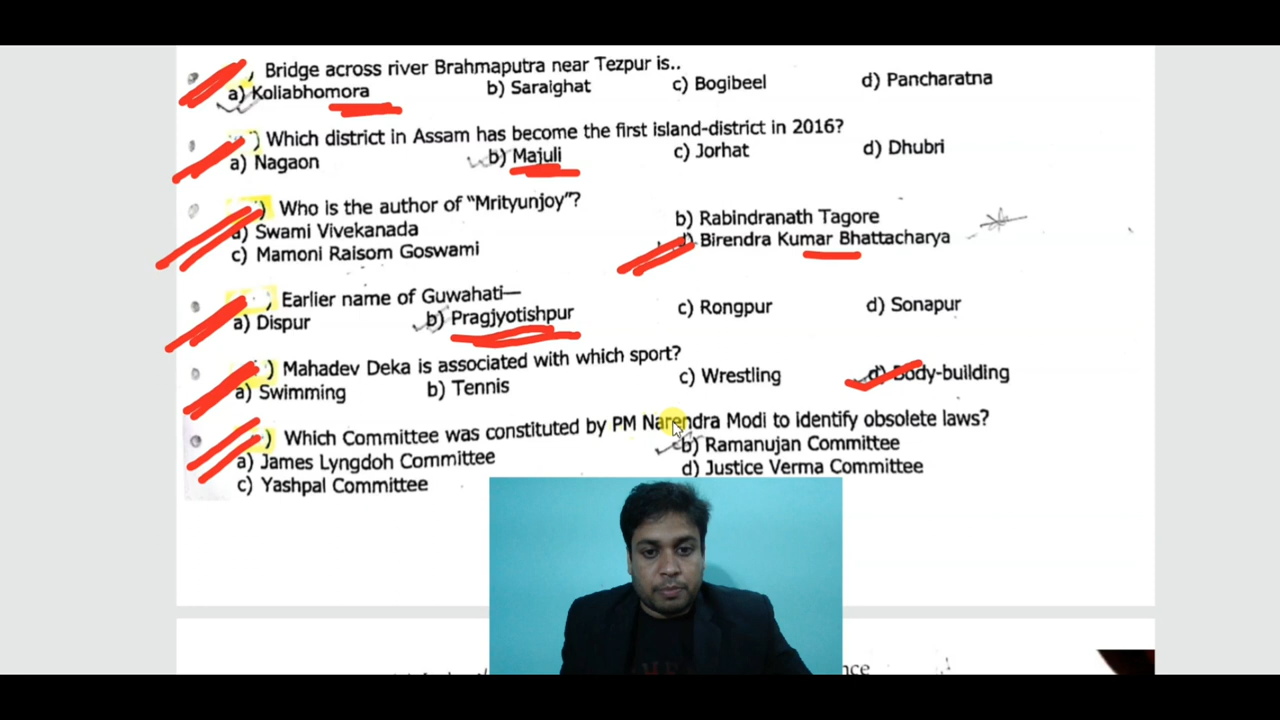 Bridge across river Brahmaputra near Tezpur is..
a) Koliabhomora b) Saraighat c) Bogibeel d) Pancharatna
) Which district in Assam has become the first island-district in 2016?
a) Nagaon b) Majuli c) Jorhat d) Dhubri
) Who is the author of “Mrityunjoy”?
a) Swami Vivekanada b) Rabindranath Tagore
c) Mamoni Raisom Goswami d) Birendra Kumar Bhattacharya
Earlier name of Guwahati—
a) Dispur b) Pragjyotishpur c) Rongpur d) Sonapur
) Mahadev Deka is associated with which sport?
a) Swimming b) Tennis c) Wrestling d) Body-building
) Which Committee was constituted by PM Narendra Modi to identify obsolete laws?
a) James Lyngdoh Committee b) Ramanujan Committee
c) Yashpal Committee d) Justice Verma Committee